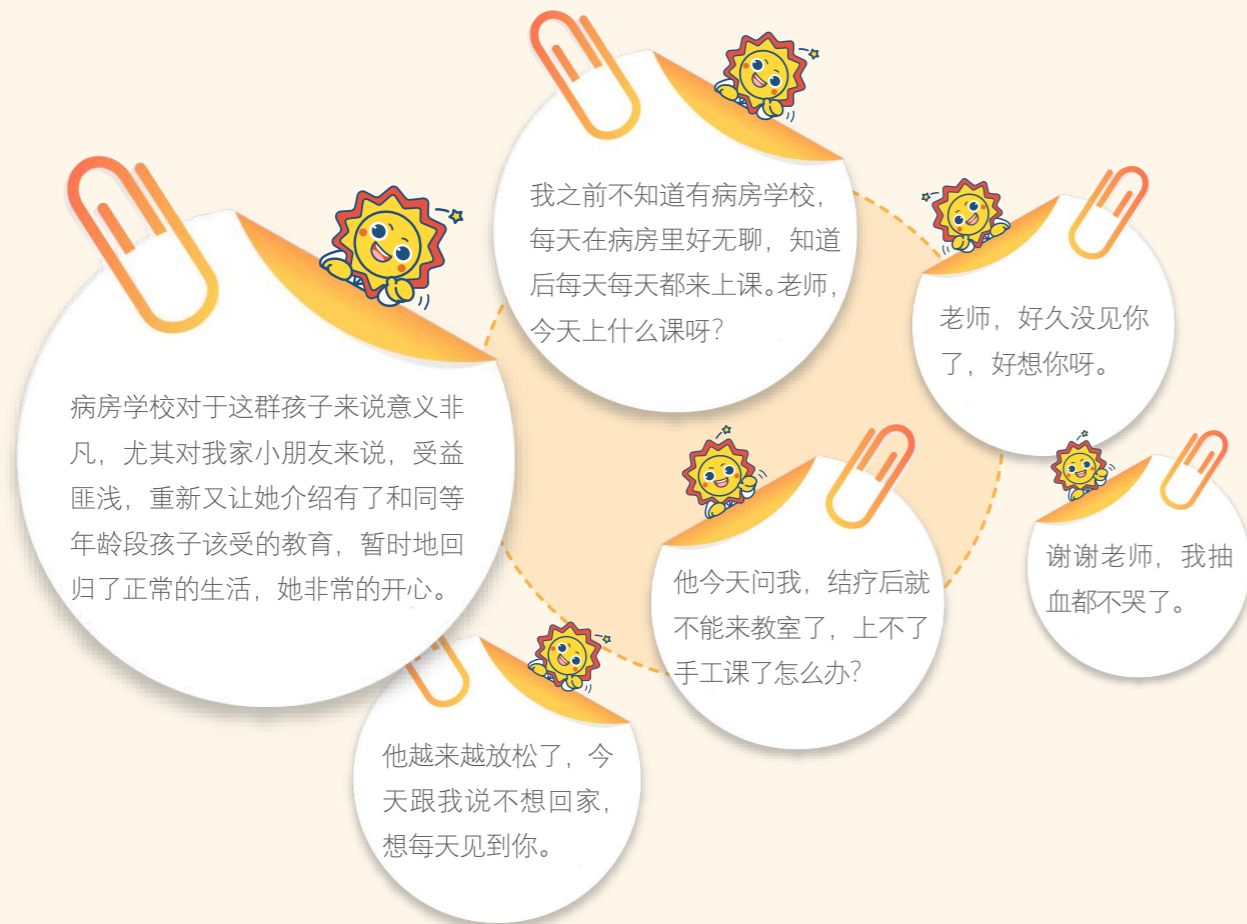 我之前不知道有病房学校，
每天在病房里好无聊，知道
后每天每天都来上课。老师，
今天上什么课呀？
老师，好久没见你
了，好想你呀。
病房学校对于这群孩子来说意义非
凡，尤其对我家小朋友来说，受益
匪浅，重新又让她介绍有了和同等
年龄段孩子该受的教育，暂时地回
归了正常的生活，她非常的开心。
他今天问我，结疗后就
不能来教室了，上不了
手工课了怎么办？
谢谢老师，我抽
血都不哭了。
他越来越放松了，今
天跟我说不想回家，
想每天见到你。